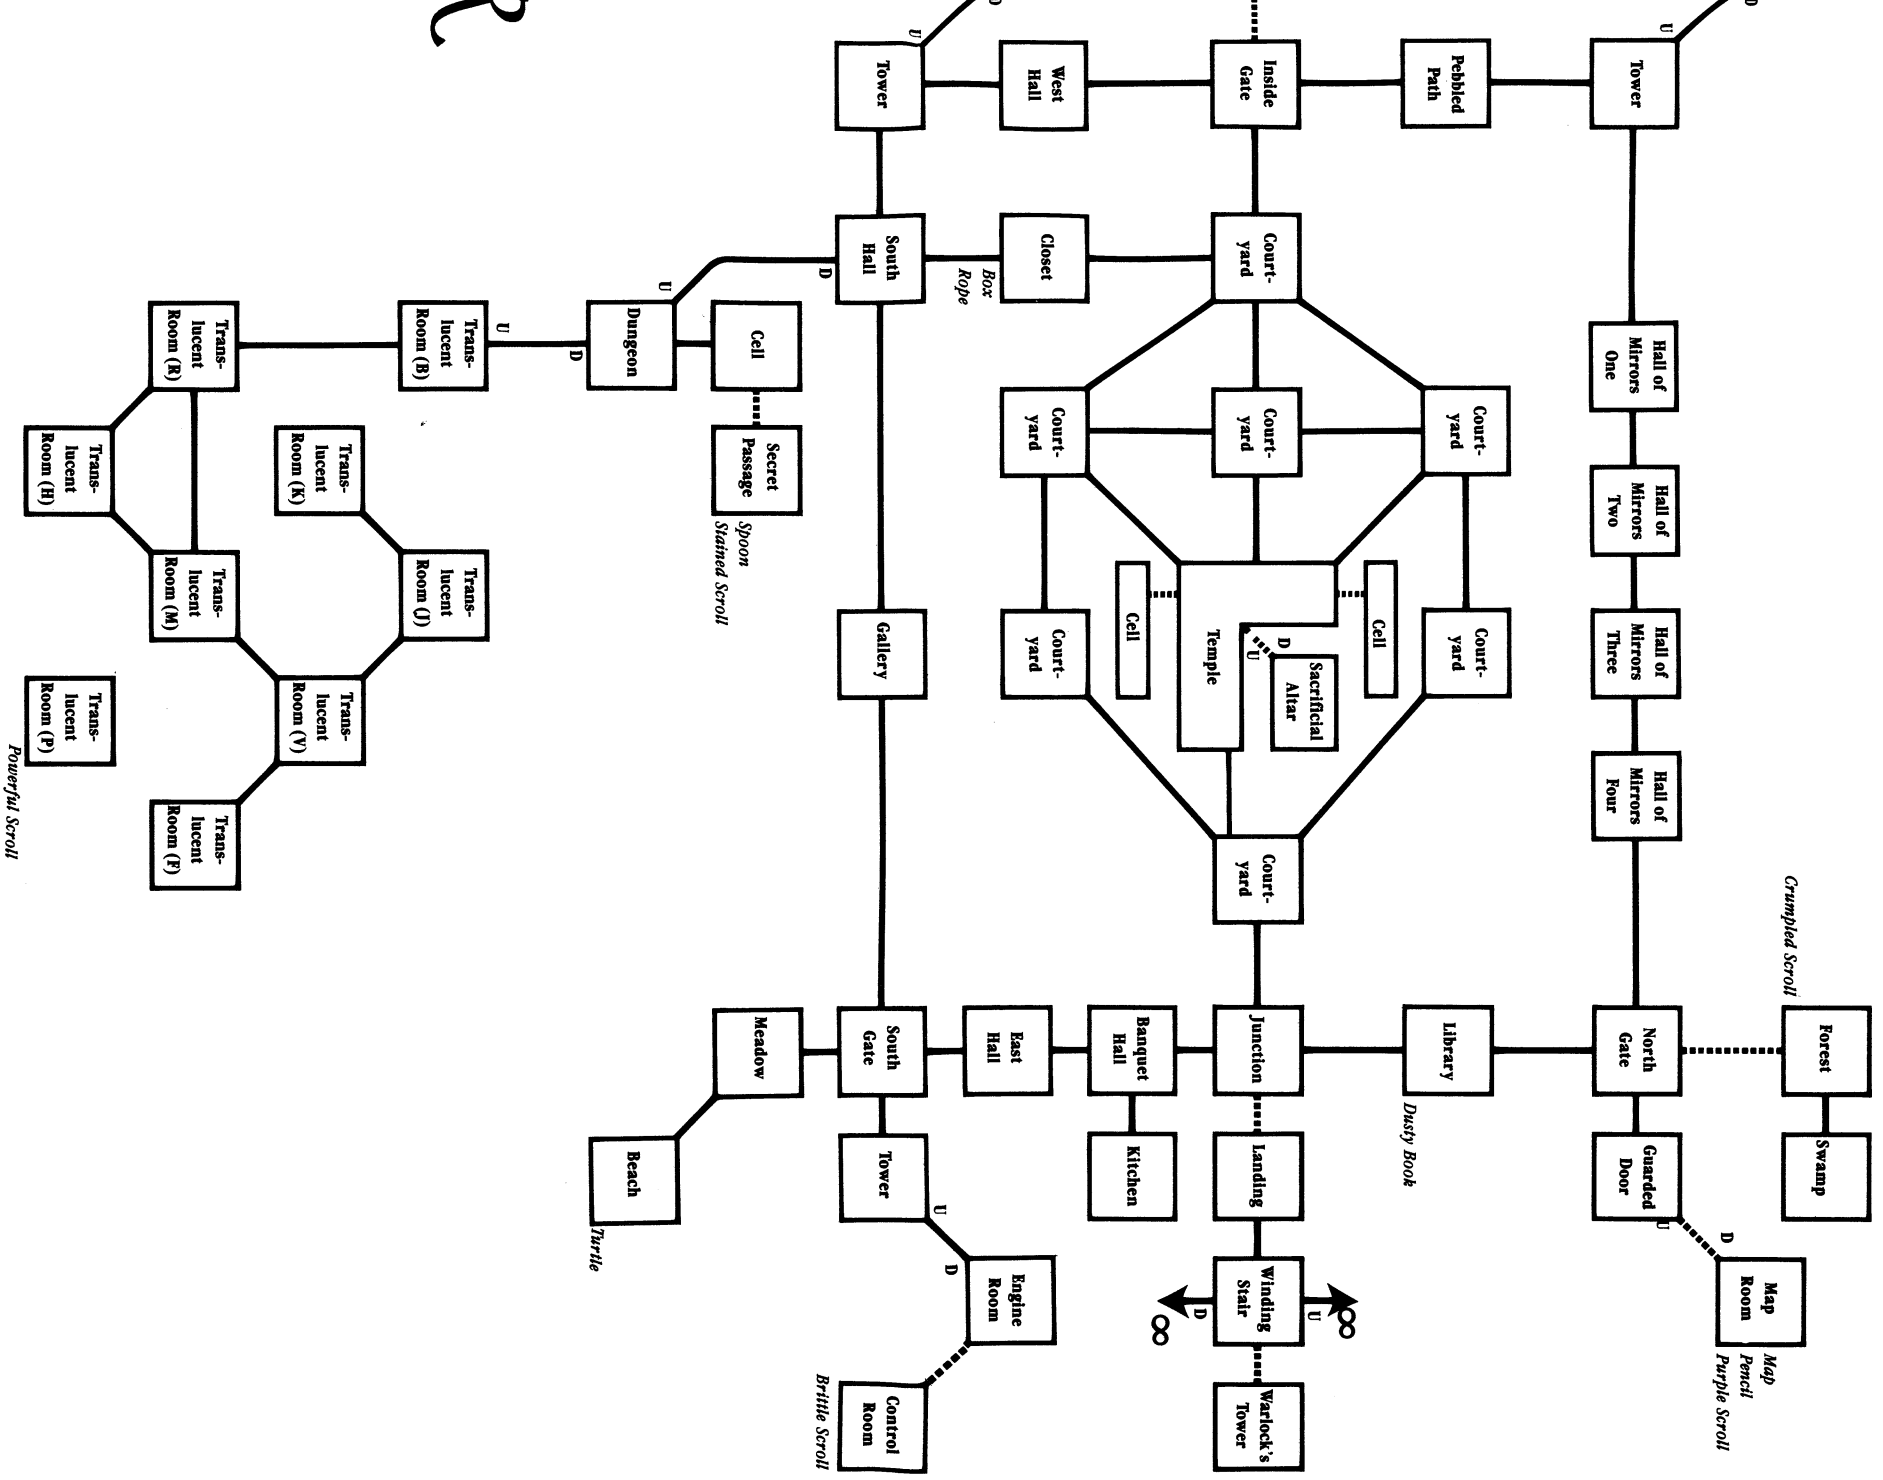 D
D
U
U
Tower
West
Hall
Inside
Gate
Pebbled
Path
Tower
South
Hall
D
Closet
Box
Rope
Court-
yard
U
Trans-
lucent
Room (R)
Trans-
lucent
Room (B)
U
D
Dungeon
Cell
Hall of
Mirrors
One
Court-
yard
Court-
yard
Court-
yard
Trans-
lucent
Room (H)
Trans-
lucent
Room (K)
Secret
Passage
Spoon
Stained Scroll
Hall of
Mirrors
Two
Trans-
lucent
Room (M)
Trans-
lucent
Room (J)
Gallery
Court-
yard
Cell
Temple
D
U
Sacrificial
Altar
Cell
Court-
yard
Hall of
Mirrors
Three
Trans-
lucent
Room (P)
Powerful Scroll
Trans-
lucent
Room (V)
Trans-
lucent
Room (F)
Court-
yard
Hall of
Mirrors
Four
Crumpled Scroll
Meadow
South
Gate
East
Hall
Banquet
Hall
Junction
Library
Dusty Book
North
Gate
Forest
Beach
Turtle
Tower
U
D
Kitchen
Landing
Guarded
Door
U
D
Swamp
Engine
Room
Winding
Stair
D
U
∞
∞
Map
Room
Map
Pencil
Purple Scroll
Control
Room
Brittle Scroll
Warlock's
Tower